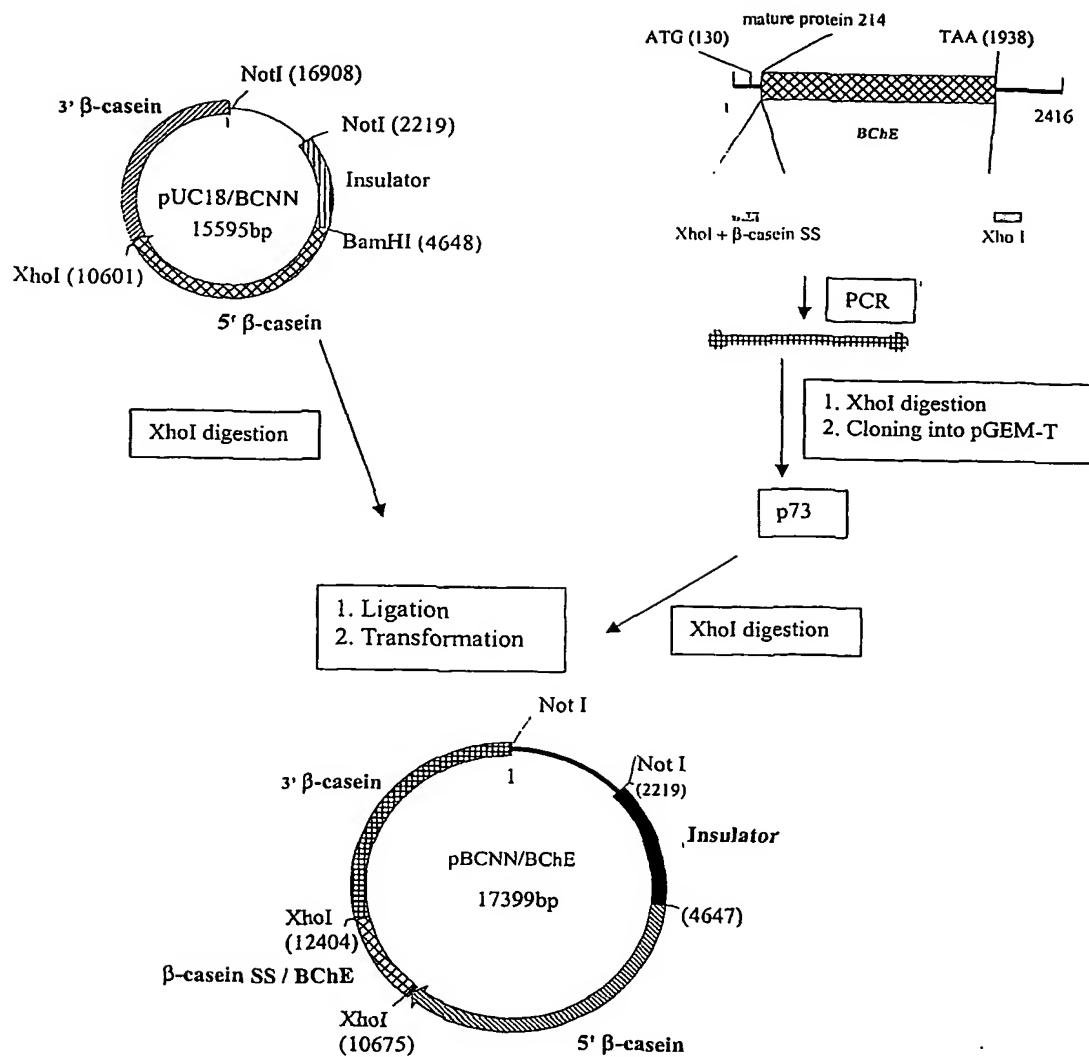 NotI (16908)
3' β-casein
NotI (2219)
Insulator
pUC18/BCNN
15595bp
BamHI (4648)
XhoI (10601)
5' β-casein
XhoI digestion
mature protein 214
ATG (130)
TAA (1938)
1
2416
BChE
XhoI + β-casein SS
Xho I
PCR
1. XhoI digestion
2. Cloning into pGEM-T
p73
XhoI digestion
1. Ligation
2. Transformation
Not I
3' β-casein
1
Not I
(2219)
Insulator
pBCNN/BChE
17399bp
(4647)
XhoI
(12404)
β-casein SS / BChE
XhoI
(10675)
5' β-casein